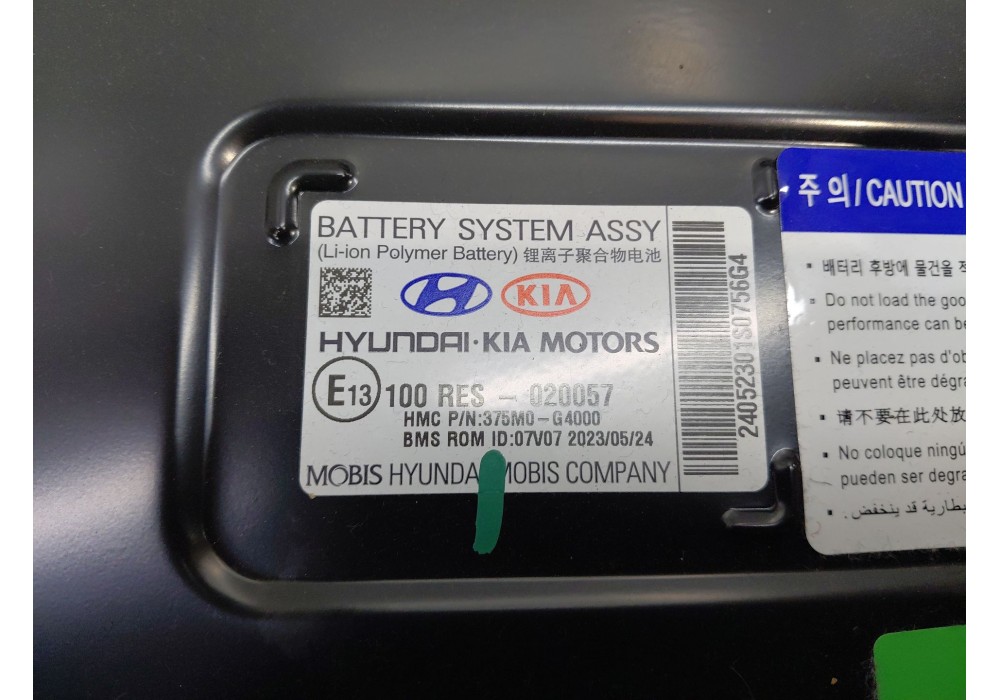 BATTERY SYSTEM ASSY
(Li-ion Polymer Battery) 锂离子聚合物电池
KIA
HYUNDAI·KIA MOTORS
E13 100 RES - 020057
HMC P/N:375M0-G4000
BMS ROM ID:07V07 2023/05/24
MOBIS HYUNDAI MOBIS COMPANY
24052301S0756G4
주 의 / CAUTION
• 배터리 후방에 물건을
• Do not load the goo
performance can be
• Ne placez pas d'ob
peuvent être dégra
• 请不要在此处放
• No coloque ningú
pueden ser degra
بطارية قد ينخفض .